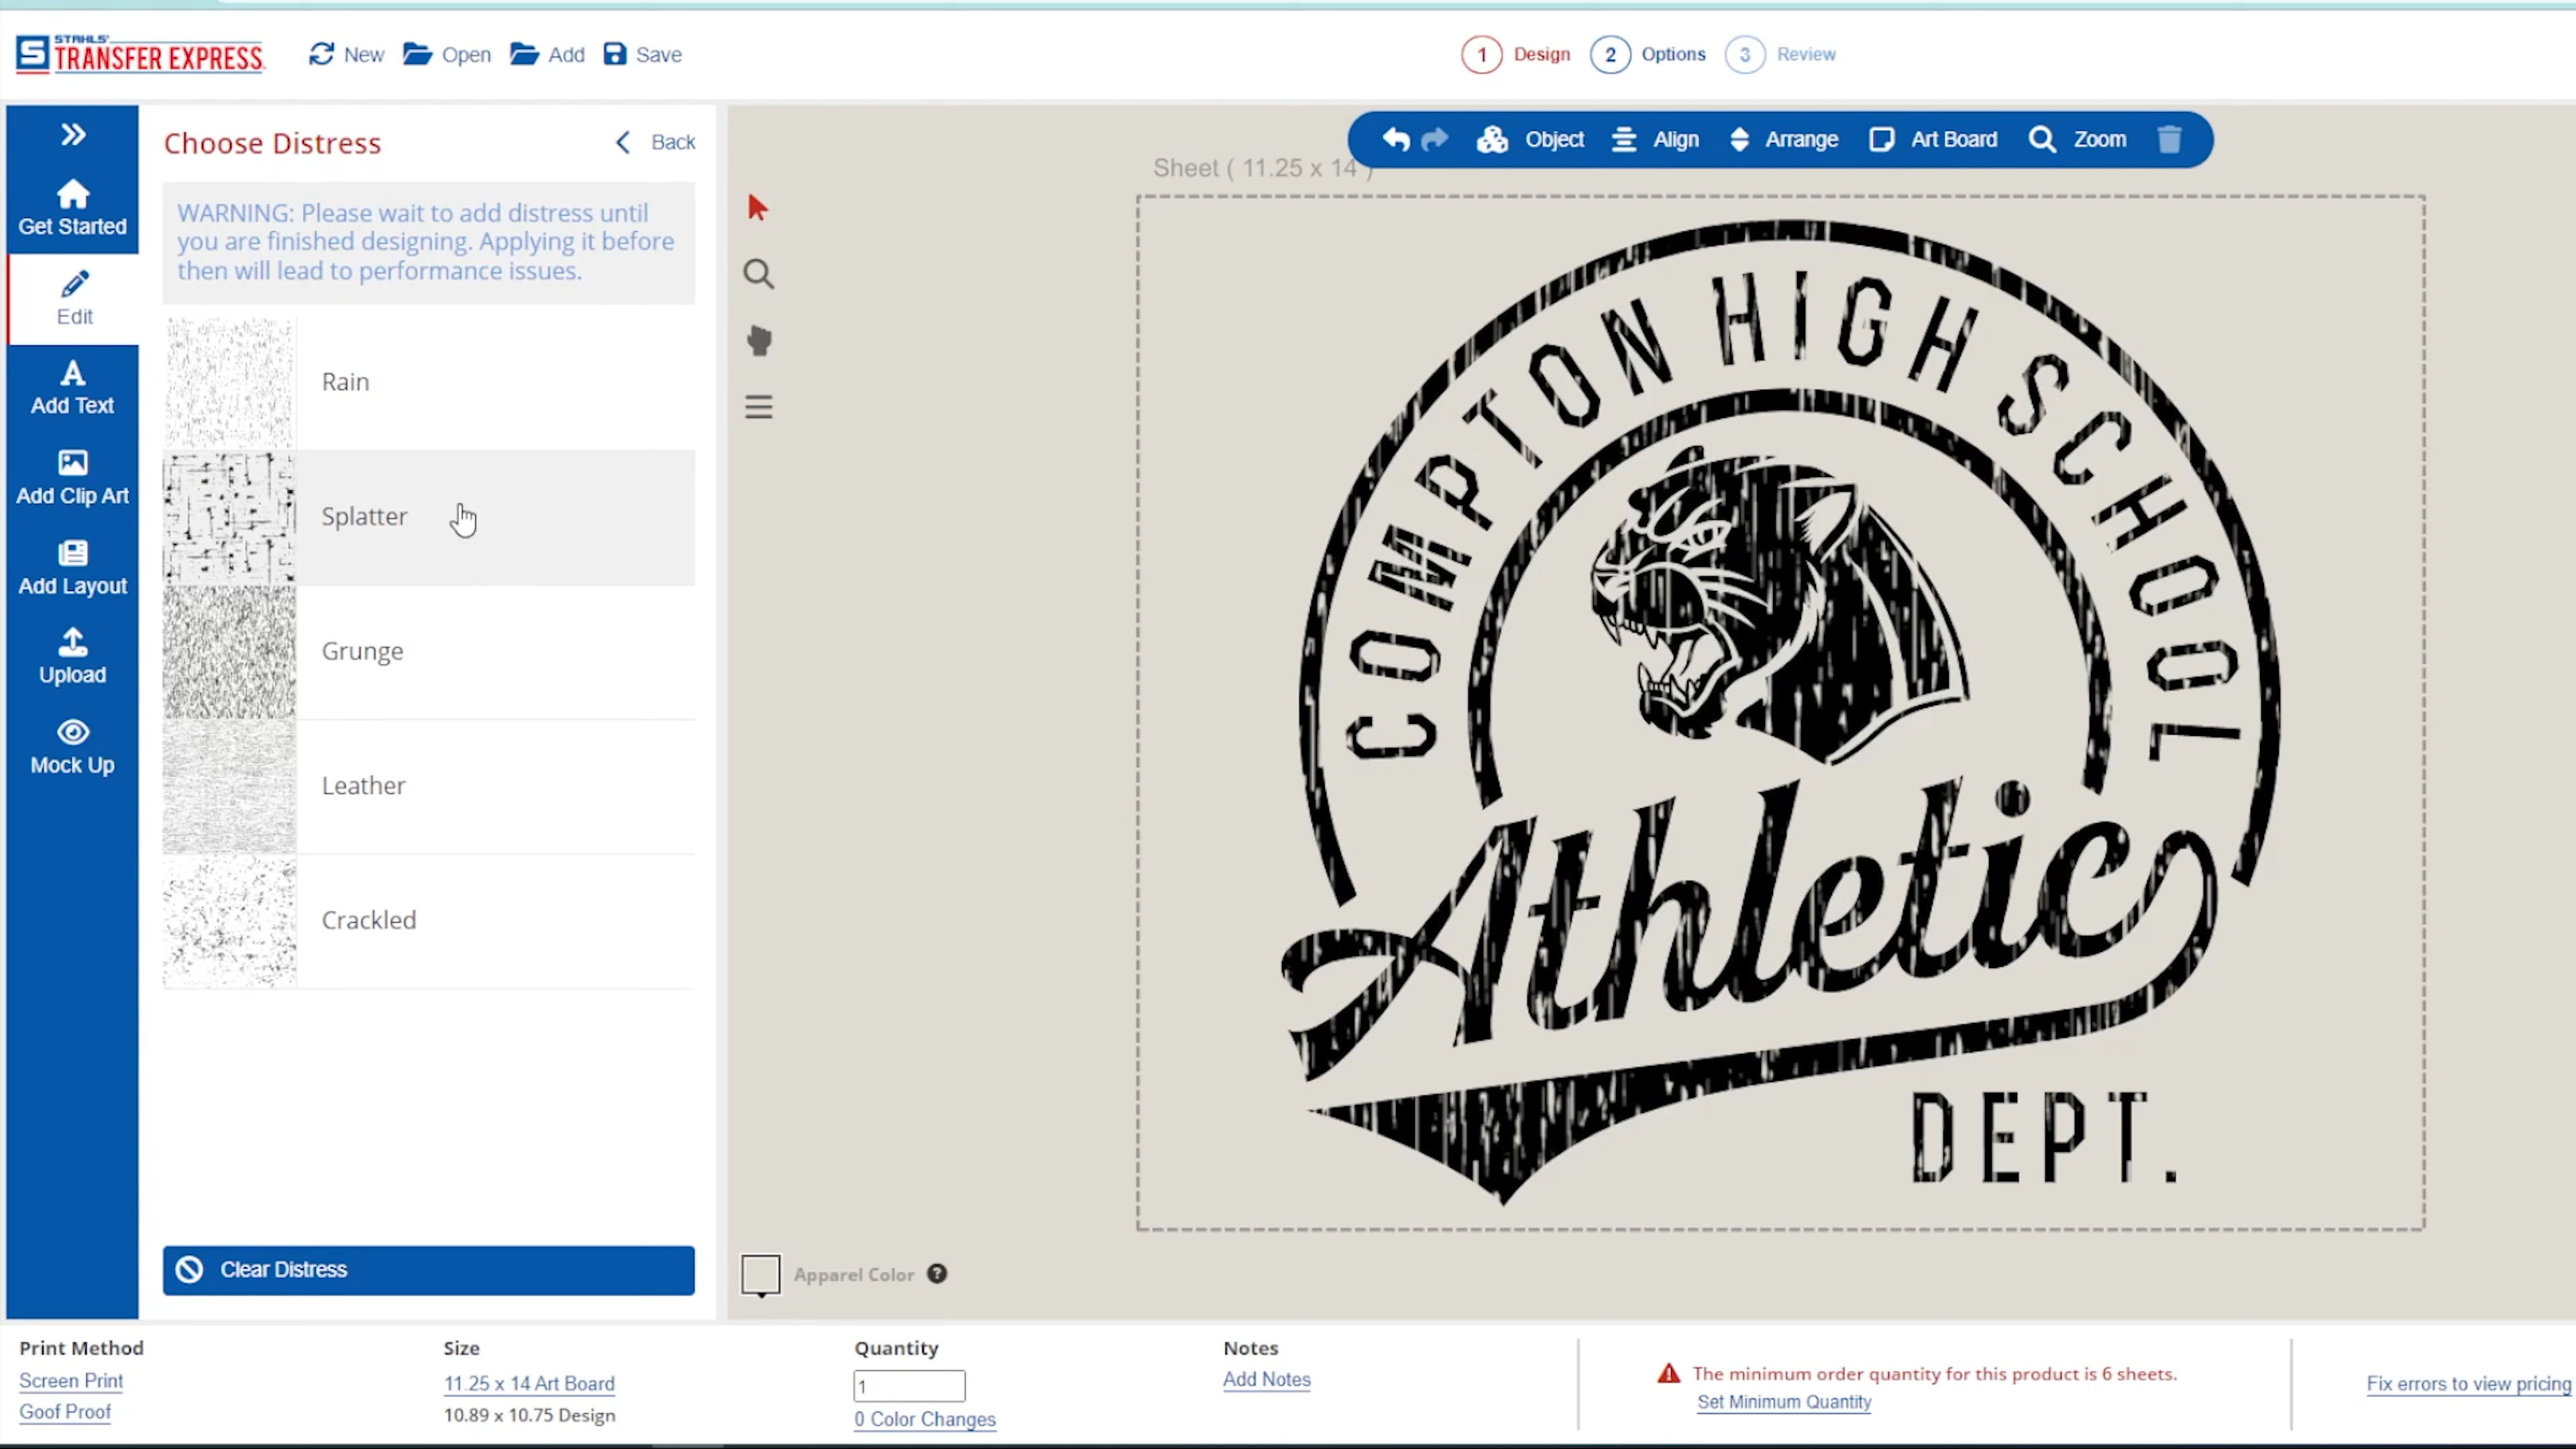 STAHLS'
TRANSFER EXPRESS
New
Open
Add
Save
1 Design
2 Options
3 Review
Get Started
Edit
Add Text
Add Clip Art
Add Layout
Upload
Mock Up
Choose Distress
Back
WARNING: Please wait to add distress until
you are finished designing. Applying it before
then will lead to performance issues.
Rain
Splatter
Grunge
Leather
Crackled
Clear Distress
Object
Align
Arrange
Art Board
Zoom
Sheet ( 11.25 x 14 )
COMPTON HIGH SCHOOL
Athletic
DEPT.
Apparel Color ?
Print Method
Screen Print
Goof Proof
Size
11.25 x 14 Art Board
10.89 x 10.75 Design
Quantity
1
0 Color Changes
Notes
Add Notes
The minimum order quantity for this product is 6 sheets.
Set Minimum Quantity
Fix errors to view pricing